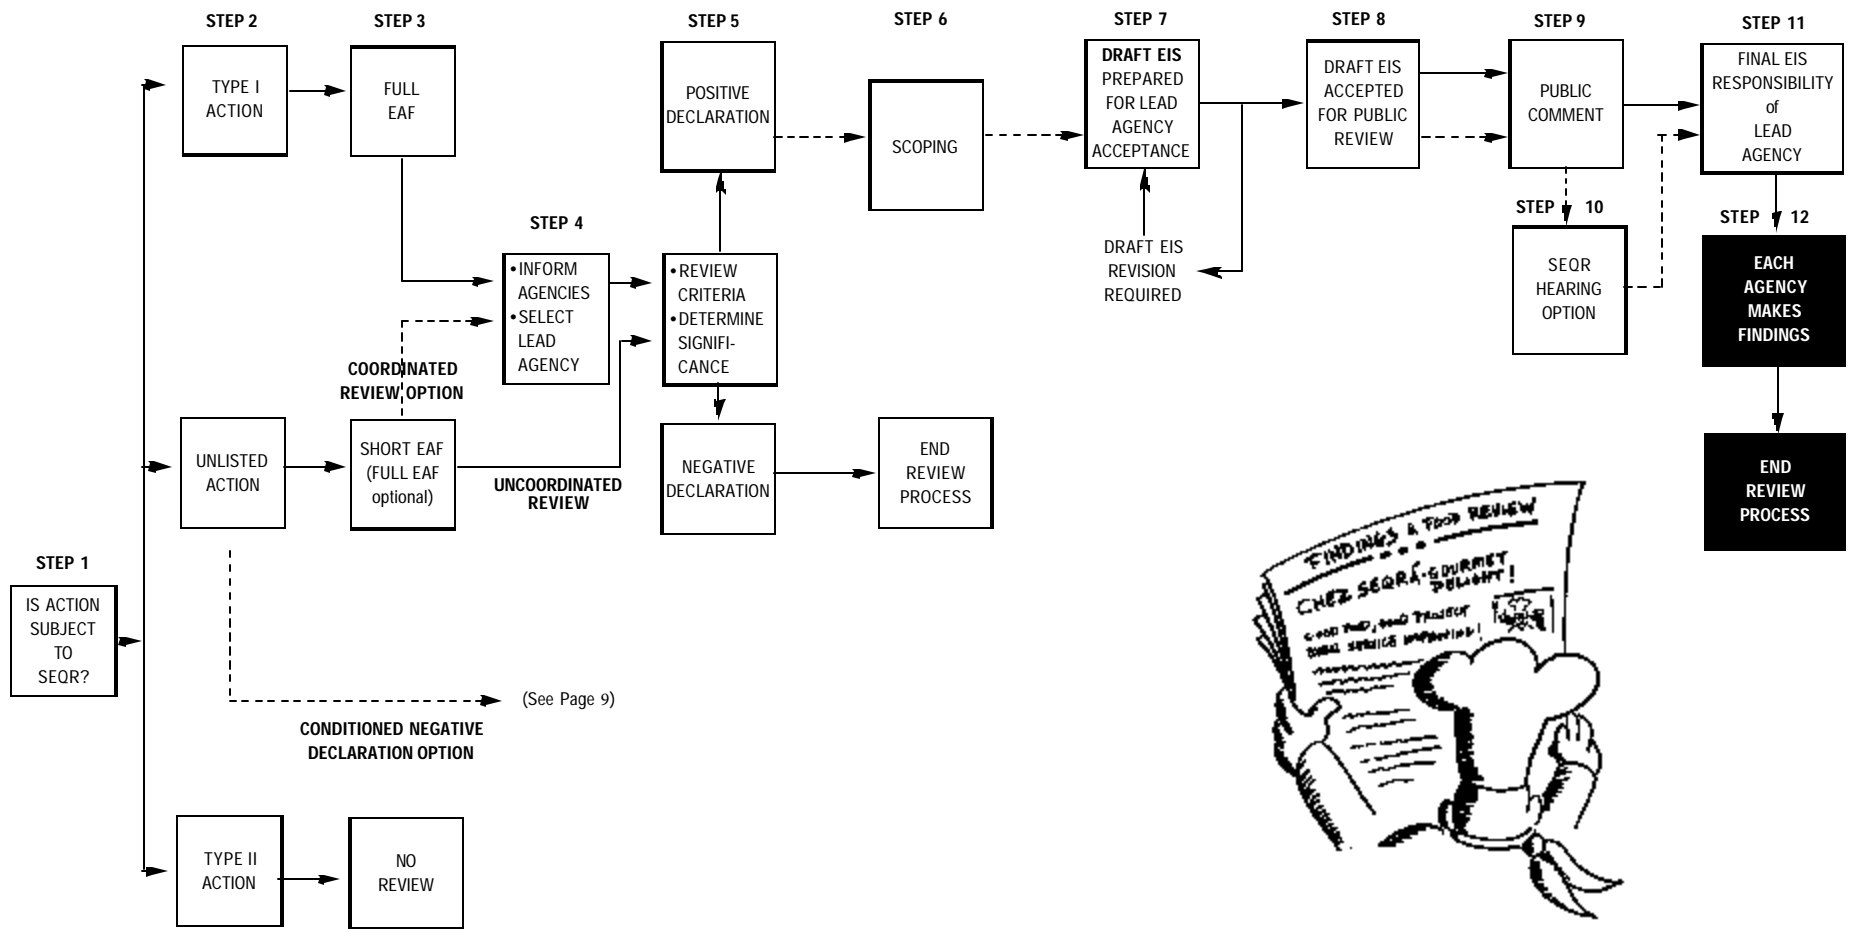 STEP 2
TYPE I
ACTION
STEP 3
FULL
EAF
STEP 4
• INFORM
AGENCIES
• SELECT
LEAD
AGENCY
STEP 5
POSITIVE
DECLARATION
• REVIEW
CRITERIA
• DETERMINE
SIGNIFI-
CANCE
NEGATIVE
DECLARATION
END
REVIEW
PROCESS
STEP 6
SCOPING
STEP 7
DRAFT EIS
PREPARED
FOR LEAD
AGENCY
ACCEPTANCE
DRAFT EIS
REVISION
REQUIRED
STEP 8
DRAFT EIS
ACCEPTED
FOR PUBLIC
REVIEW
STEP 9
PUBLIC
COMMENT
STEP 10
SEQR
HEARING
OPTION
STEP 11
FINAL EIS
RESPONSIBILITY
of
LEAD
AGENCY
STEP 12
EACH
AGENCY
MAKES
FINDINGS
END
REVIEW
PROCESS
COORDINATED
REVIEW OPTION
UNLISTED
ACTION
SHORT EAF
(FULL EAF
optional)
UNCOORDINATED
REVIEW
STEP 1
IS ACTION
SUBJECT
TO
SEQR?
(See Page 9)
CONDITIONED NEGATIVE
DECLARATION OPTION
TYPE II
ACTION
NO
REVIEW
FINDINGS & FOOD REVIEW
CHEZ SEQRÁ-GOURMET
DELIGHT!
GOOD FOOD, GOOD PROJECT
SERVICE